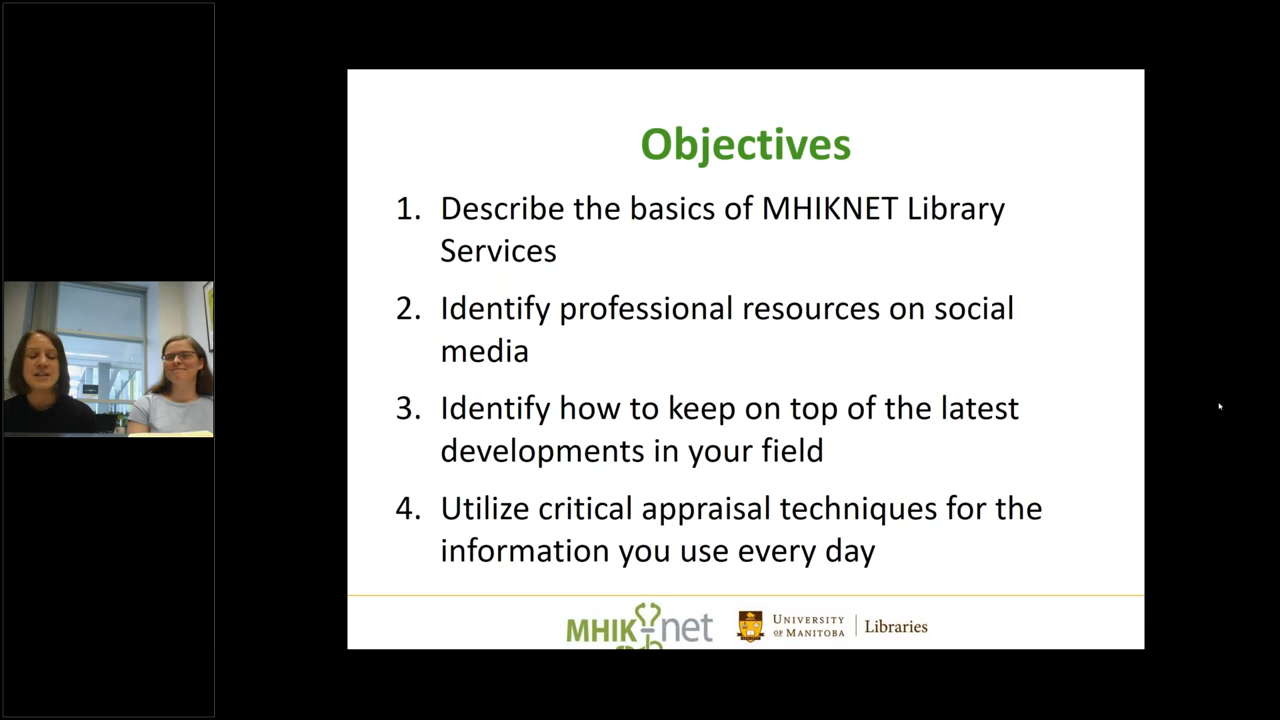 Objectives
1. Describe the basics of MHIKNET Library
Services
2. Identify professional resources on social
media
3. Identify how to keep on top of the latest
developments in your field
4. Utilize critical appraisal techniques for the
information you use every day
MHIKnet
UNIVERSITY
OF MANITOBA
Libraries